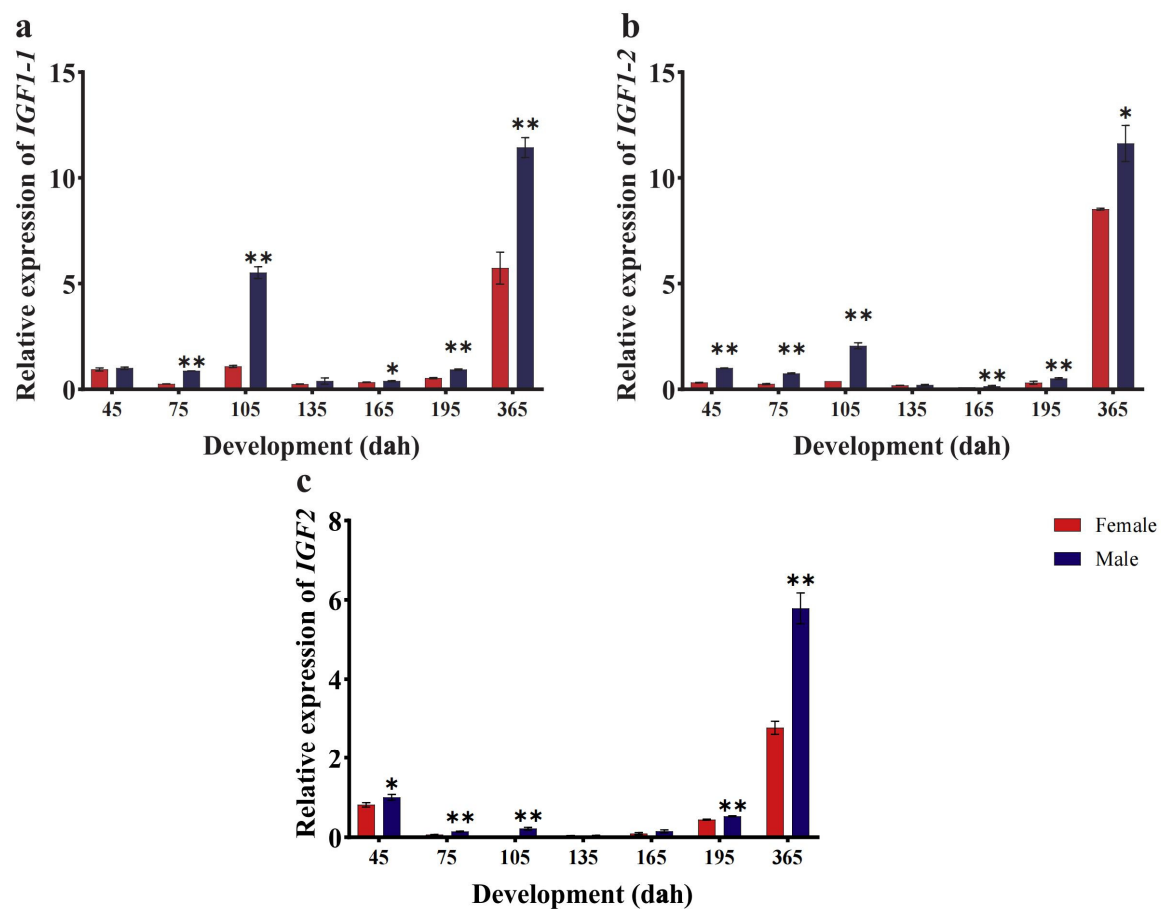 a
Relative expression of IGF1-1
15
10
5
0
**
**
*
**
**
45 75 105 135 165 195 365
Development (dah)
b
Relative expression of IGF1-2
15
10
5
0
**
**
**
**
**
*
45 75 105 135 165 195 365
Development (dah)
c
Relative expression of IGF2
8
6
4
2
0
*
**
**
**
**
45 75 105 135 165 195 365
Development (dah)
Female
Male